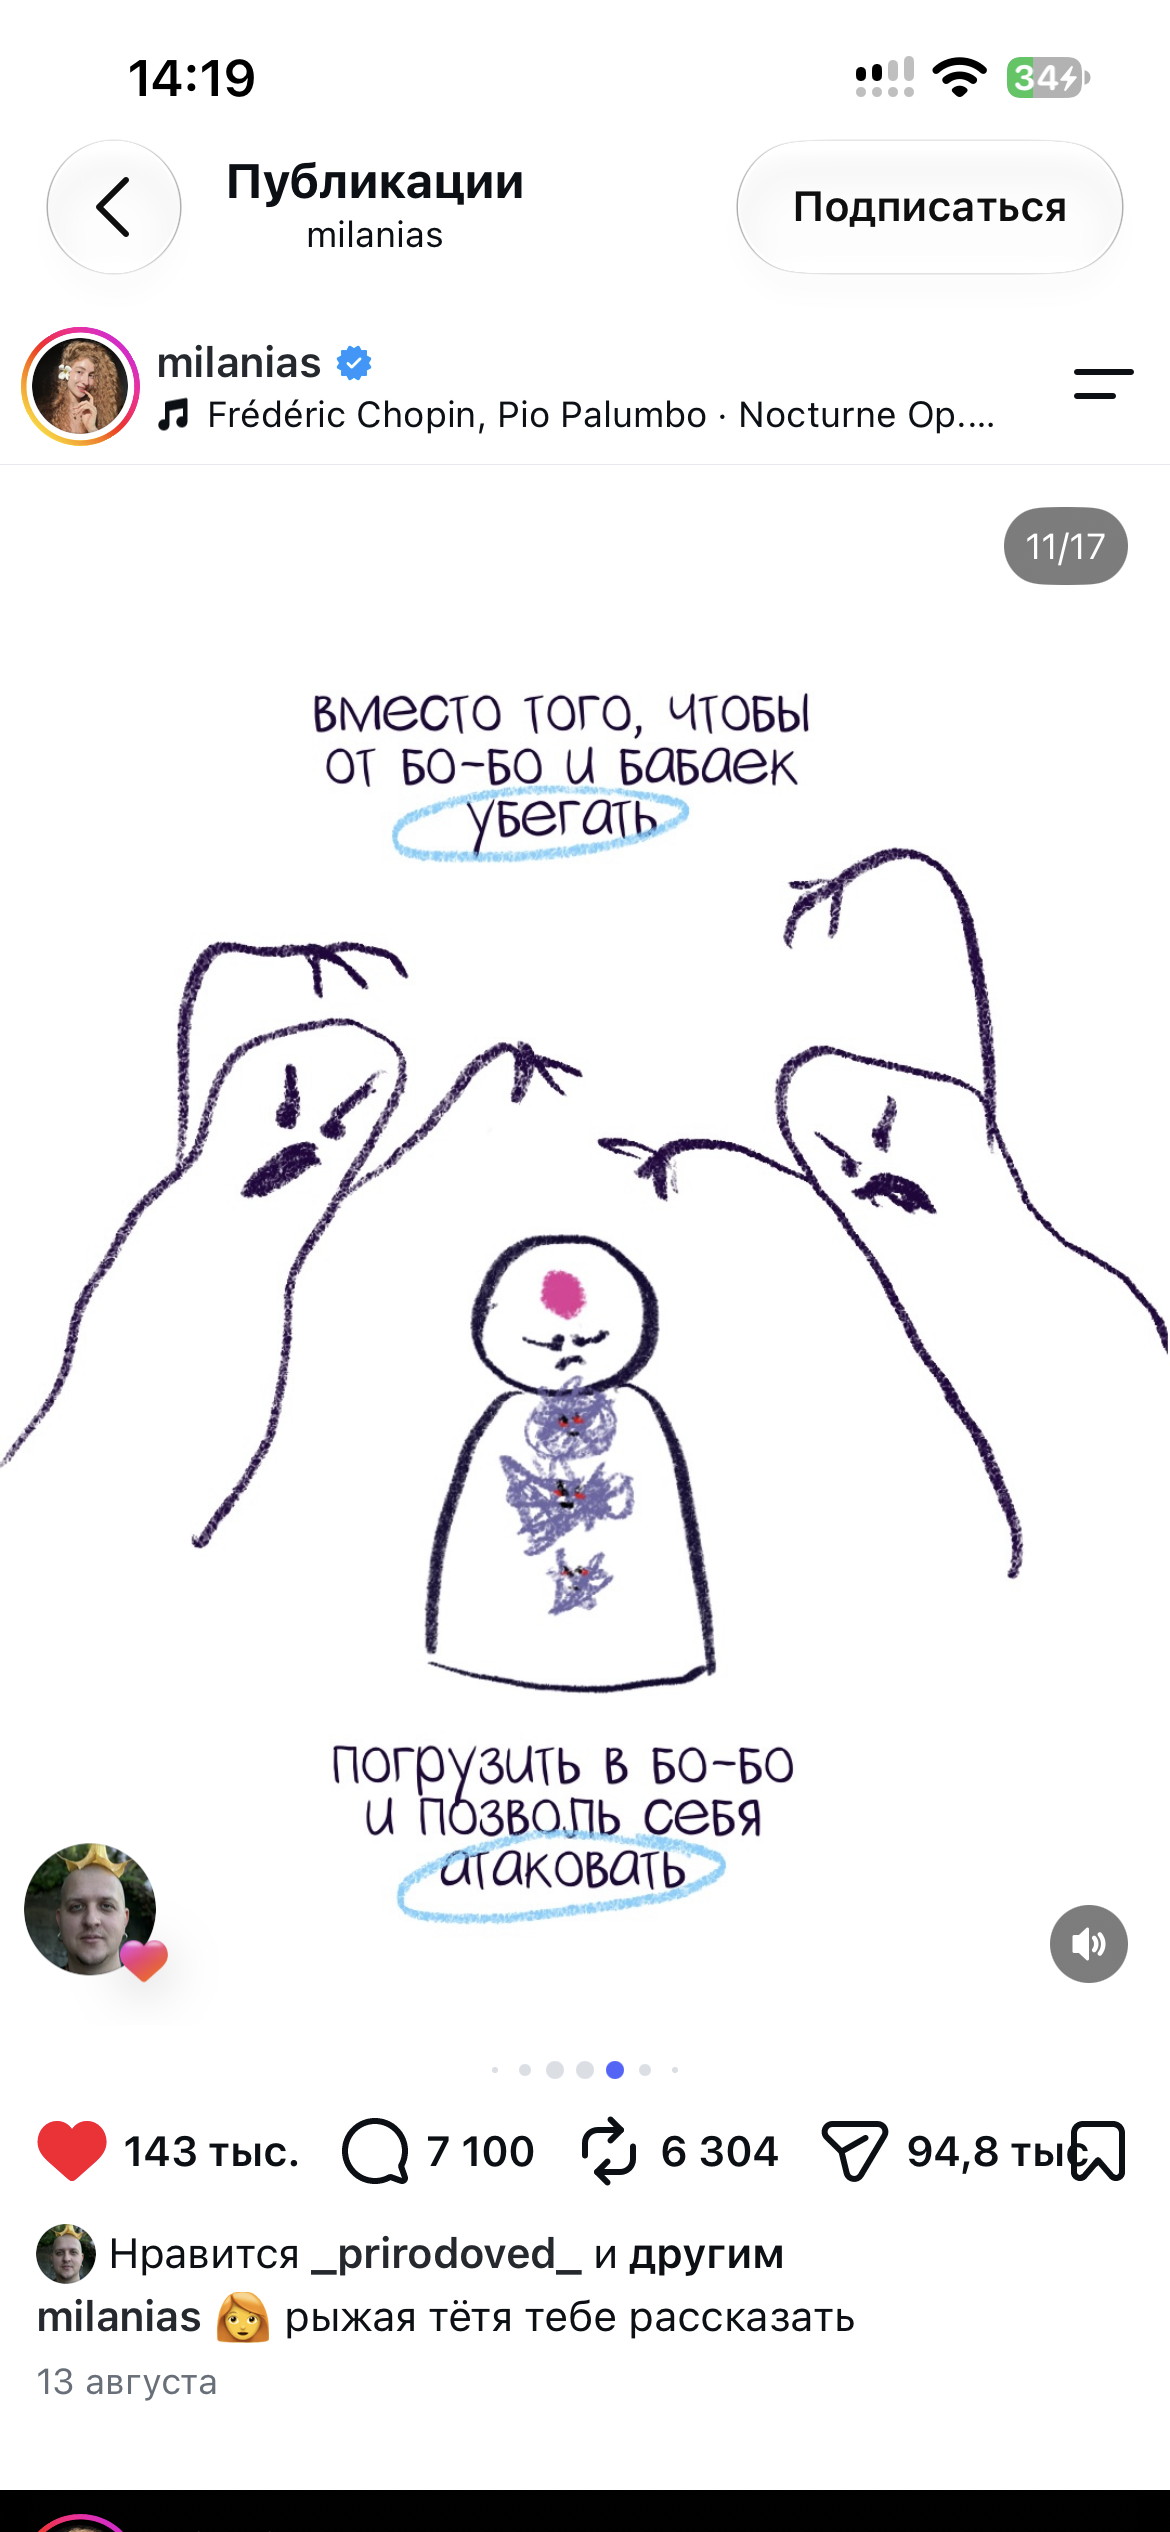 14:19
34
Публикации
milanias
Подписаться
milanias
Frédéric Chopin, Pio Palumbo · Nocturne Op....
11/17
вместо того, чтобы
от бо-бо и бабаек
убегать
погрузить в бо-бо
и позволь себя
атаковать
143 тыс.
7 100
6 304
94,8 тыс
Нравится _prirodoved_ и другим
milanias рыжая тётя тебе рассказать
13 августа